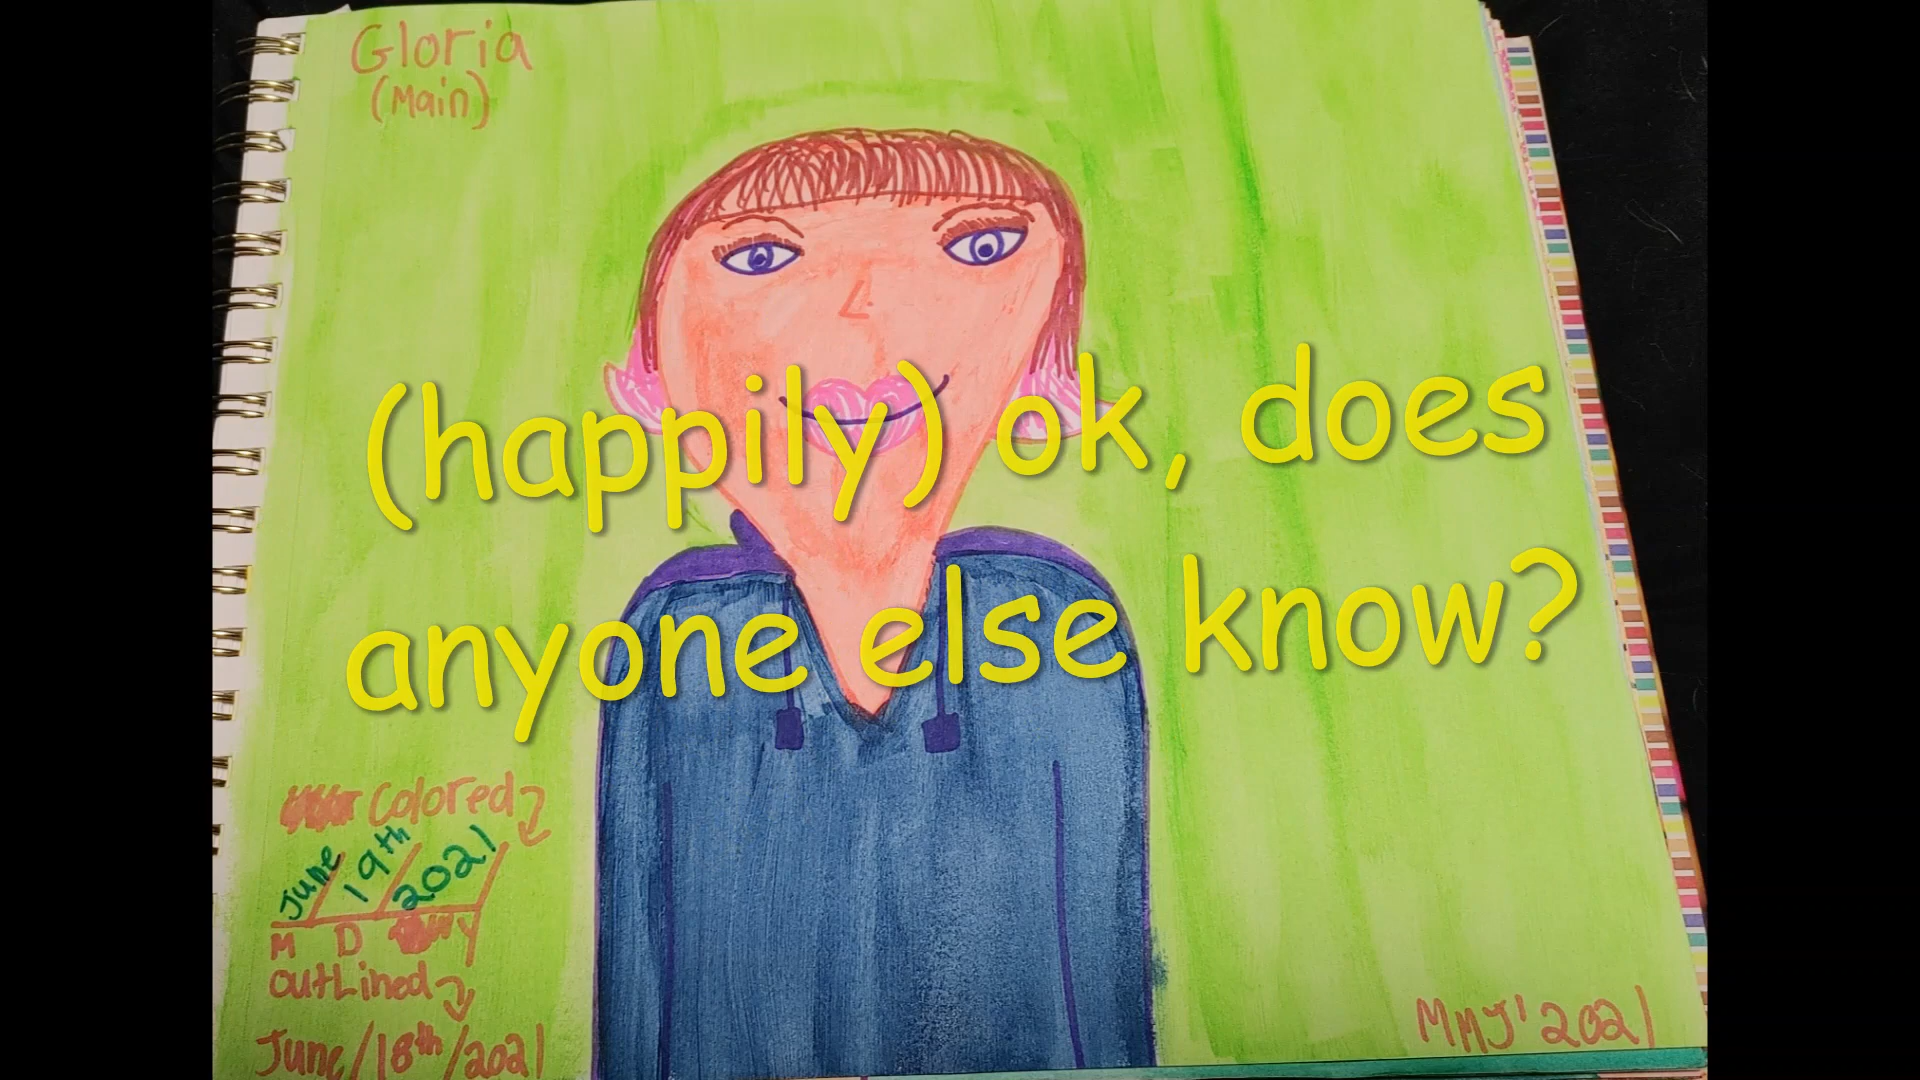 Gloria
(Main)
(happily) ok, does
anyone else know?
colored
June/19th/2021
M D Y
outLined
June/18th/2021
MMJ'2021